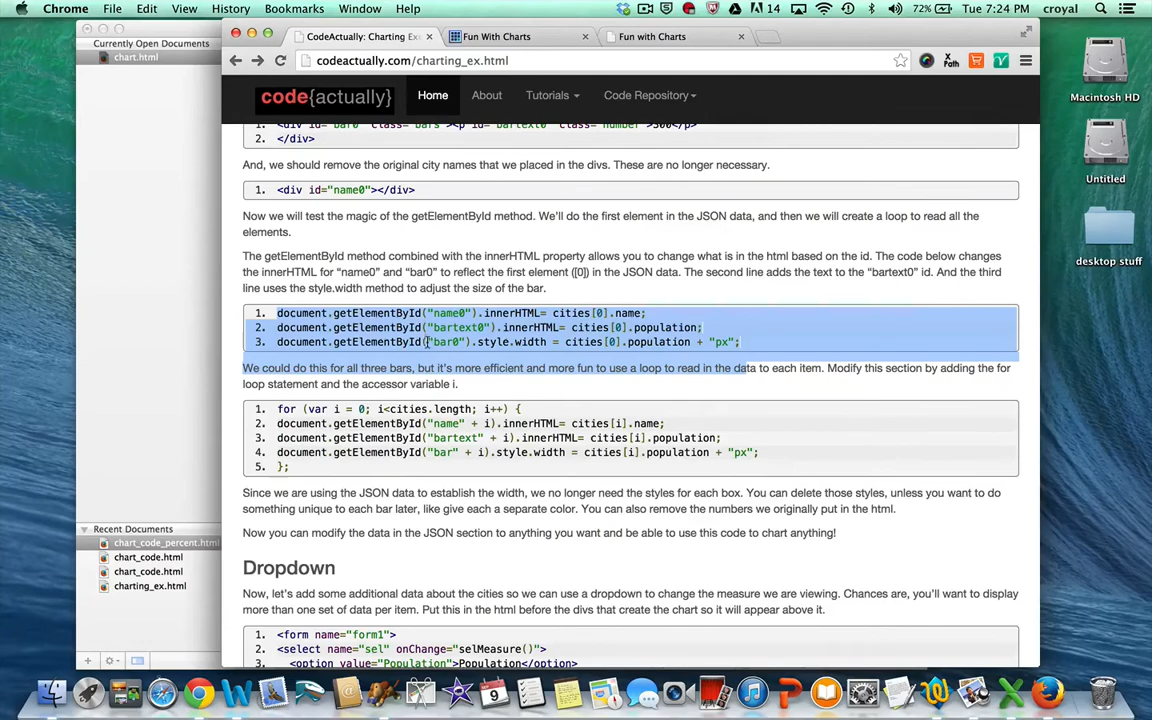 Chrome File Edit View History Bookmarks Window Help 14 72% Tue 7:24 PM croyal
Currently Open Documents
chart.html
CodeActually: Charting Ex × Fun With Charts × Fun with Charts ×
codeactually.com/charting_ex.html
X Path
code{actually} Home About Tutorials Code Repository
1. <div id="bar0" class="bars"><p id="bartext0" class="number">300</p>
2. </div>
And, we should remove the original city names that we placed in the divs. These are no longer necessary.
1. <div id="name0"></div>
Now we will test the magic of the getElementById method. We'll do the first element in the JSON data, and then we will create a loop to read all the
elements.
The getElementById method combined with the innerHTML property allows you to change what is in the html based on the id. The code below changes
the innerHTML for "name0" and "bar0" to reflect the first element ([0]) in the JSON data. The second line adds the text to the "bartext0" id. And the third
line uses the style.width method to adjust the size of the bar.
1. document.getElementById("name0").innerHTML= cities[0].name;
2. document.getElementById("bartext0").innerHTML= cities[0].population;
3. document.getElementById("bar0").style.width = cities[0].population + "px";
We could do this for all three bars, but it's more efficient and more fun to use a loop to read in the data to each item. Modify this section by adding the for
loop statement and the accessor variable i.
1. for (var i = 0; i<cities.length; i++) {
2. document.getElementById("name" + i).innerHTML= cities[i].name;
3. document.getElementById("bartext" + i).innerHTML= cities[i].population;
4. document.getElementById("bar" + i).style.width = cities[i].population + "px";
5. };
Since we are using the JSON data to establish the width, we no longer need the styles for each box. You can delete those styles, unless you want to do
something unique to each bar later, like give each a separate color. You can also remove the numbers we originally put in the html.
Now you can modify the data in the JSON section to anything you want and be able to use this code to chart anything!
Dropdown
Now, let's add some additional data about the cities so we can use a dropdown to change the measure we are viewing. Chances are, you'll want to display
more than one set of data per item. Put this in the html before the divs that create the chart so it will appear above it.
1. <form name="form1">
2. <select name="sel" onChange="selMeasure()">
3. <option value="Population">Population</option>
Recent Documents
chart_code_percent.html
chart_code.html
chart_code.html
charting_ex.html
Macintosh HD
Untitled
desktop stuff